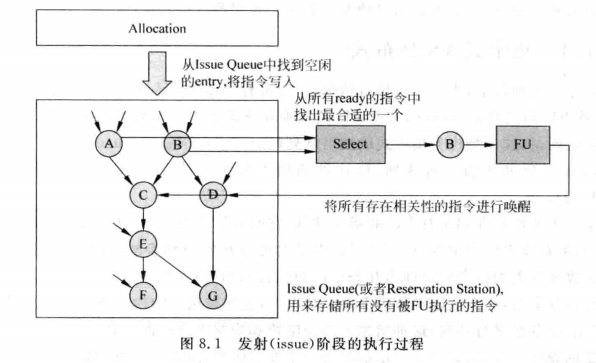 Allocation
从Issue Queue中找到空闲
的entry,将指令写入
从所有ready的指令中
找出最合适的一个
A
B
Select
B
FU
C
D
将所有存在相关性的指令进行唤醒
E
F
G
Issue Queue(或者Reservation Station),
用来存储所有没有被FU执行的指令
图 8.1 发射(issue)阶段的执行过程